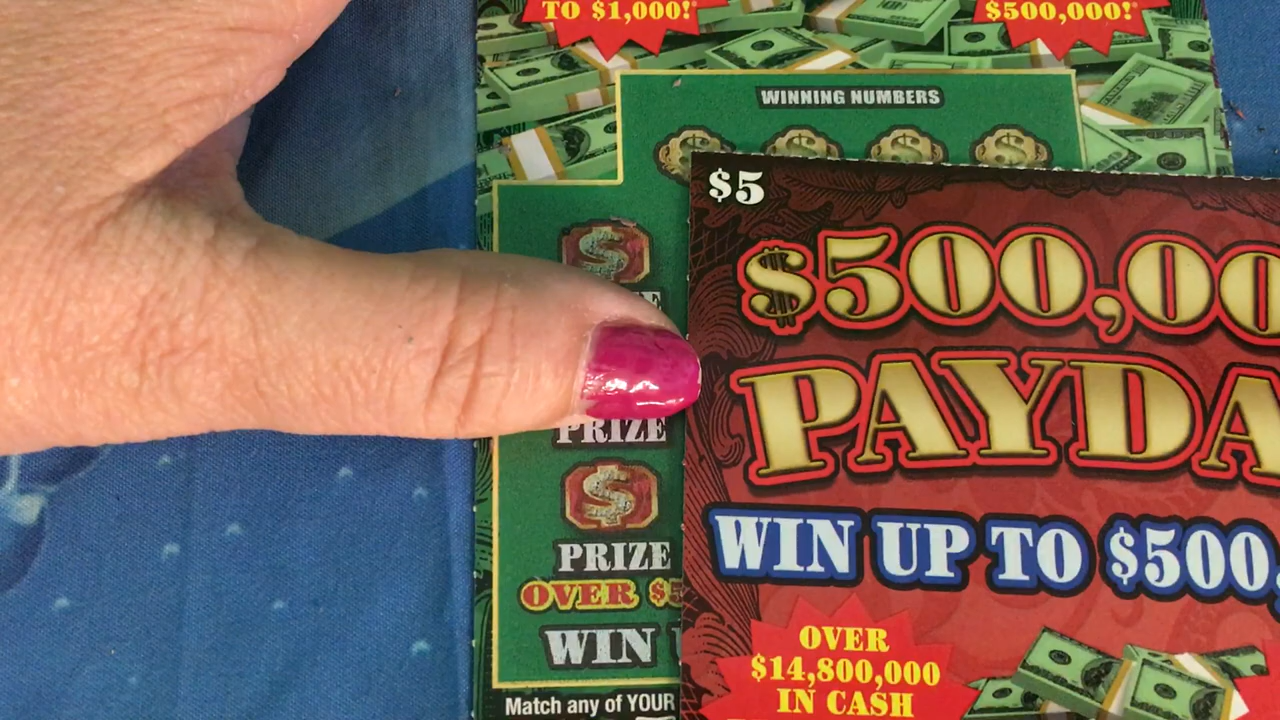 TO $1,000!
$500,000!
WINNING NUMBERS
PRIZE
PRIZE
OVER $5
WIN
Match any of YOUR
$5
$500,00
PAYDA
WIN UP TO $500,
OVER
$14,800,000
IN CASH